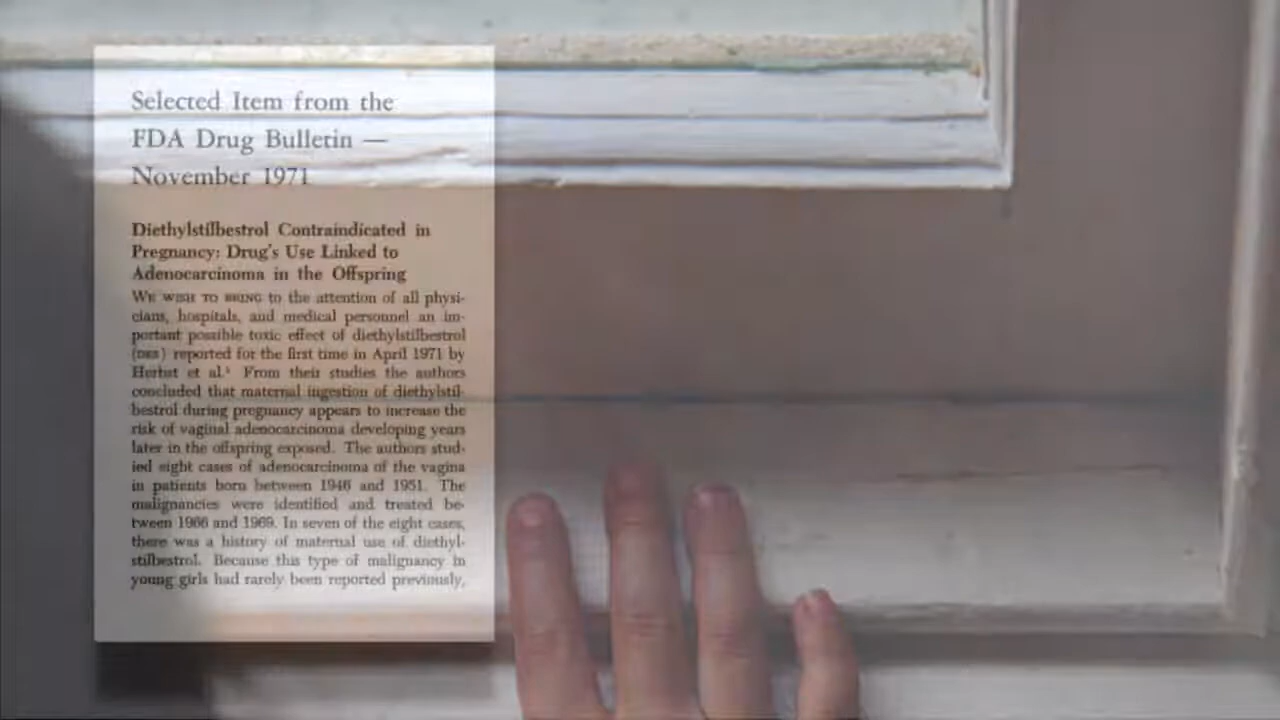 Selected Item from the
FDA Drug Bulletin —
November 1971
Diethylstilbestrol Contraindicated in
Pregnancy: Drug's Use Linked to
Adenocarcinoma in the Offspring
WE WISH TO BRING to the attention of all physi-
cians, hospitals, and medical personnel an im-
portant possible toxic effect of diethylstilbestrol
(DES) reported for the first time in April 1971 by
Herbst et al.¹ From their studies the authors
concluded that maternal ingestion of diethylstil-
bestrol during pregnancy appears to increase the
risk of vaginal adenocarcinoma developing years
later in the offspring exposed. The authors stud-
ied eight cases of adenocarcinoma of the vagina
in patients born between 1946 and 1951. The
malignancies were identified and treated be-
tween 1966 and 1969. In seven of the eight cases,
there was a history of maternal use of diethyl-
stilbestrol. Because this type of malignancy in
young girls had rarely been reported previously,